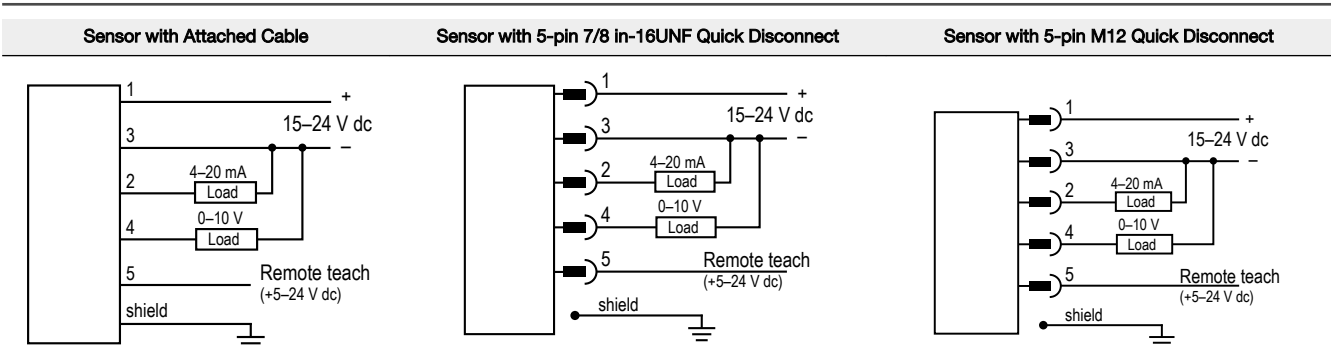 Sensor with Attached Cable
1
+
15–24 V dc
3
–
4–20 mA
2
Load
0–10 V
4
Load
5
Remote teach
(+5–24 V dc)
shield
Sensor with 5-pin 7/8 in-16UNF Quick Disconnect
1
+
15–24 V dc
3
–
4–20 mA
2
Load
0–10 V
4
Load
5
Remote teach
(+5–24 V dc)
shield
Sensor with 5-pin M12 Quick Disconnect
1
+
15–24 V dc
3
–
4–20 mA
2
Load
0–10 V
4
Load
5
Remote teach
(+5–24 V dc)
shield